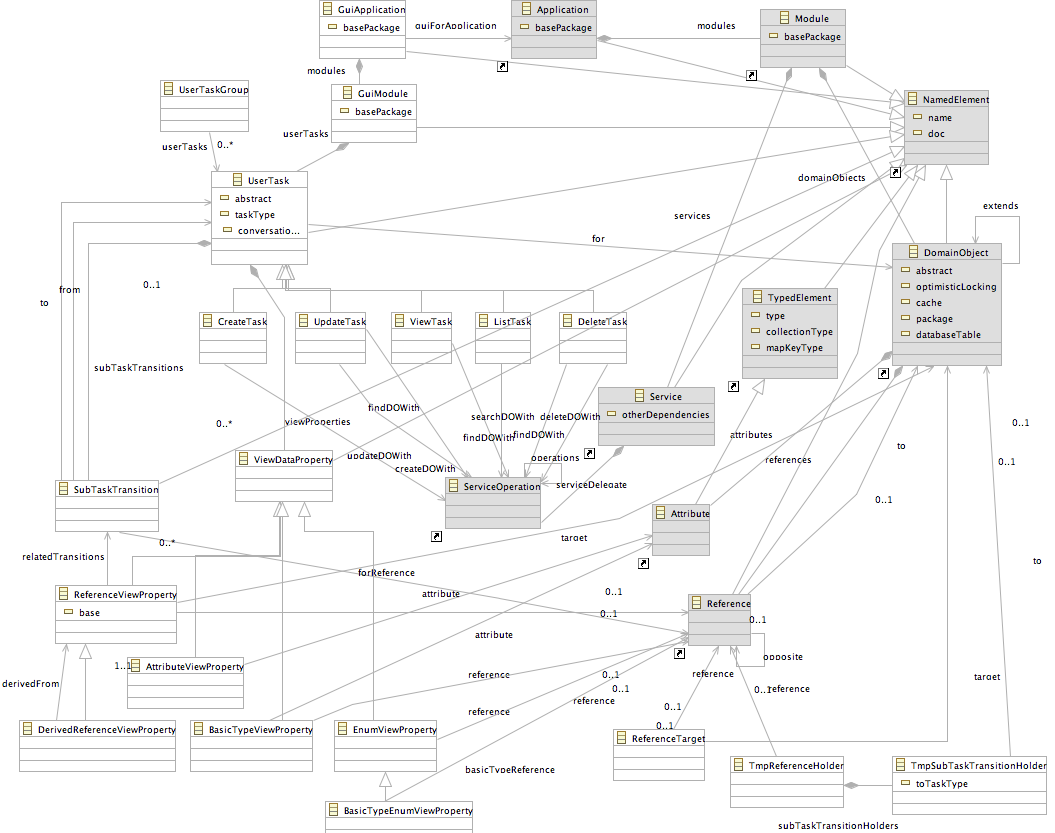 GuiApplication
basePackage
guiForApplication
Application
basePackage
modules
Module
basePackage
modules
GuiModule
basePackage
UserTaskGroup
userTasks
userTasks
0..*
NamedElement
name
doc
UserTask
abstract
taskType
conversatio...
domainObjects
services
extends
for
from
to
0..1
DomainObject
abstract
optimisticLocking
cache
package
databaseTable
TypedElement
type
collectionType
mapKeyType
CreateTask
UpdateTask
ViewTask
ListTask
DeleteTask
subTaskTransitions
0..*
viewProperties
findDOWith
searchDOWith
deleteDOWith
findDOWith
findDOWith
updateDOWith
createDOWith
Service
otherDependencies
operations
serviceDelegate
attributes
references
to
0..1
0..1
0..1
ViewDataProperty
SubTaskTransition
ServiceOperation
Attribute
0..*
relatedTransitions
target
forReference
attribute
0..1
0..1
to
ReferenceViewProperty
base
Reference
0..1
opposite
attribute
1..1
AttributeViewProperty
derivedFrom
reference
0..1
0..1
reference
reference
0..1
reference
target
reference
0..1
0..1
DerivedReferenceViewProperty
BasicTypeViewProperty
EnumViewProperty
ReferenceTarget
basicTypeReference
TmpReferenceHolder
TmpSubTaskTransitionHolder
toTaskType
BasicTypeEnumViewProperty
subTaskTransitionHolders